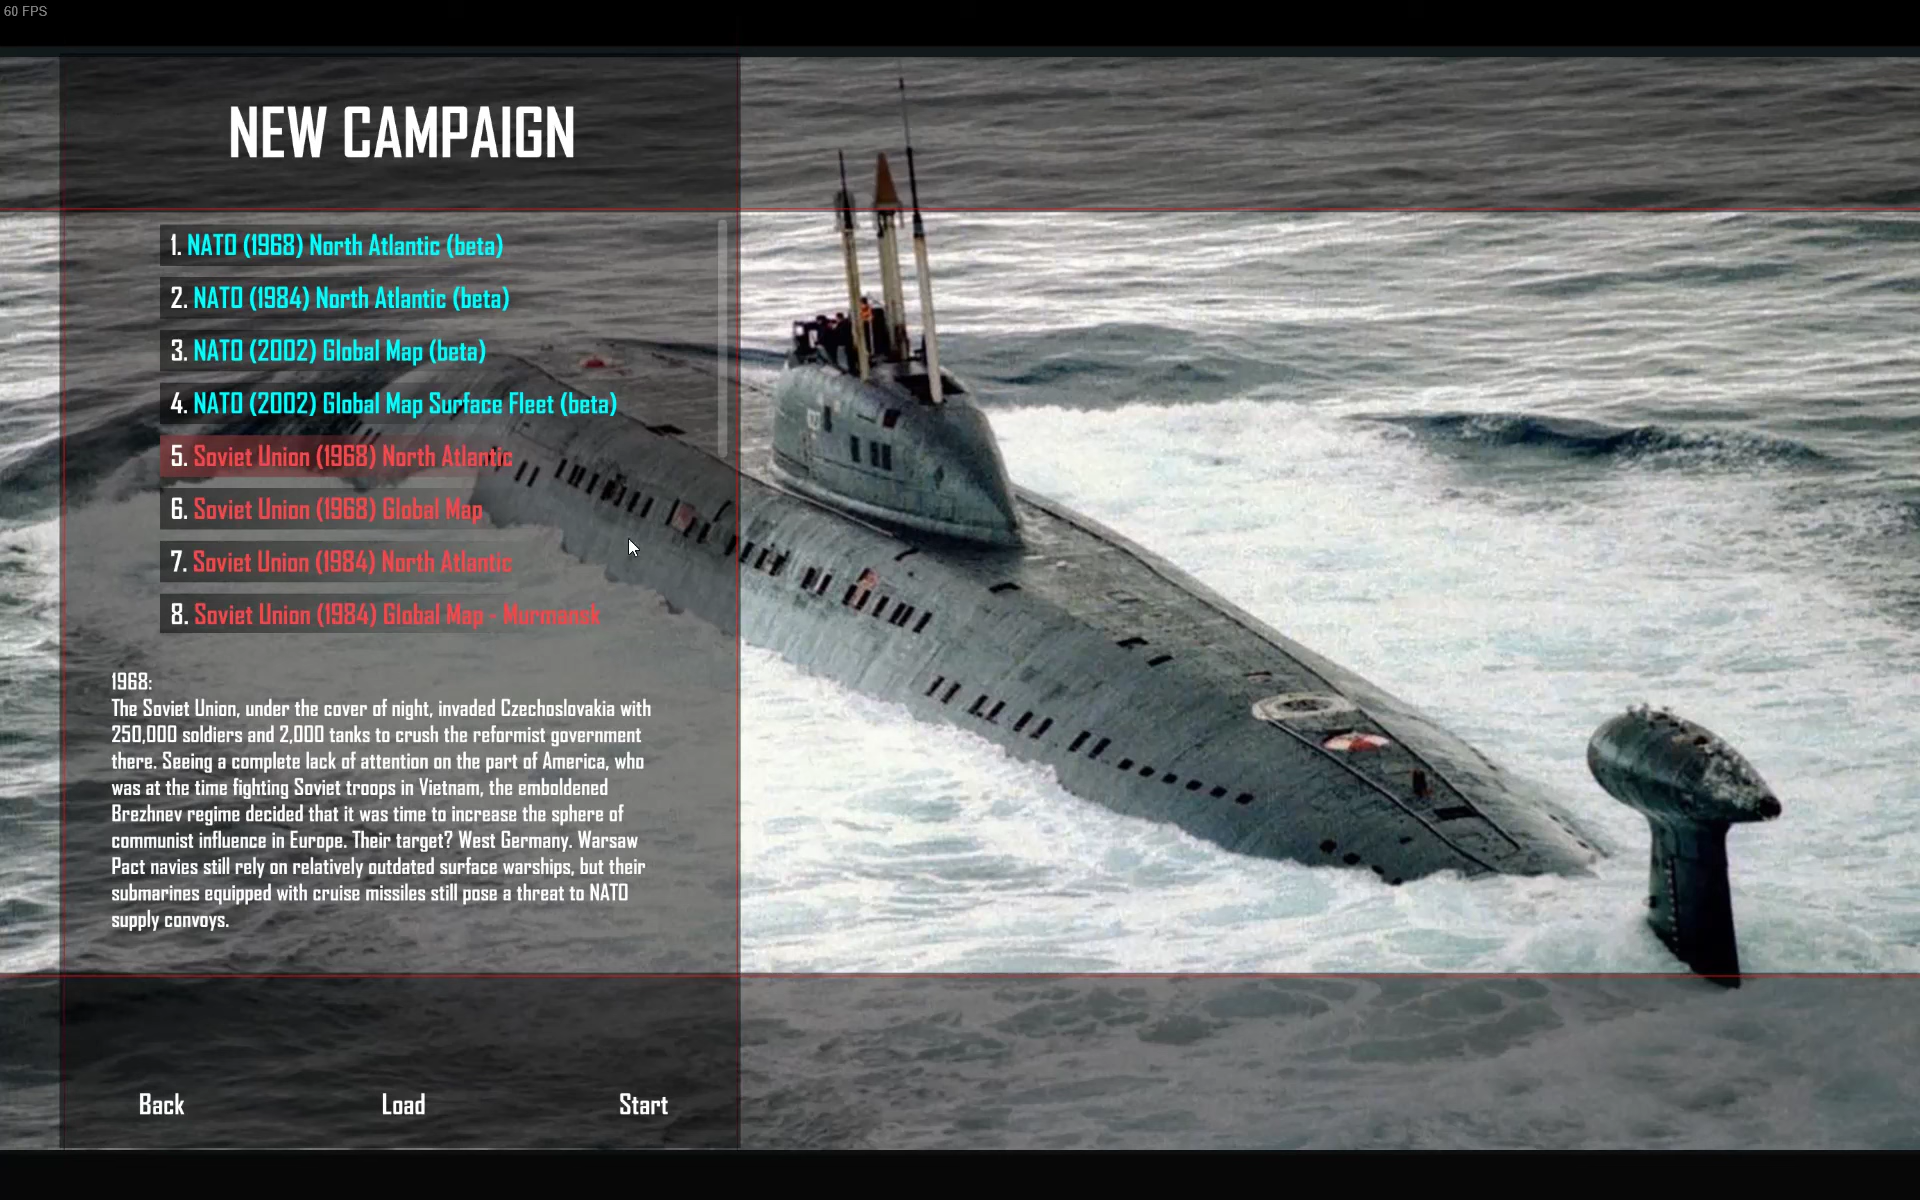 60 FPS
NEW CAMPAIGN
1. NATO (1968) North Atlantic (beta)
2. NATO (1984) North Atlantic (beta)
3. NATO (2002) Global Map (beta)
4. NATO (2002) Global Map Surface Fleet (beta)
5. Soviet Union (1968) North Atlantic
6. Soviet Union (1968) Global Map
7. Soviet Union (1984) North Atlantic
8. Soviet Union (1984) Global Map - Murmansk
1968:
The Soviet Union, under the cover of night, invaded Czechoslovakia with
250,000 soldiers and 2,000 tanks to crush the reformist government
there. Seeing a complete lack of attention on the part of America, who
was at the time fighting Soviet troops in Vietnam, the emboldened
Brezhnev regime decided that it was time to increase the sphere of
communist influence in Europe. Their target? West Germany. Warsaw
Pact navies still rely on relatively outdated surface warships, but their
submarines equipped with cruise missiles still pose a threat to NATO
supply convoys.
Back
Load
Start